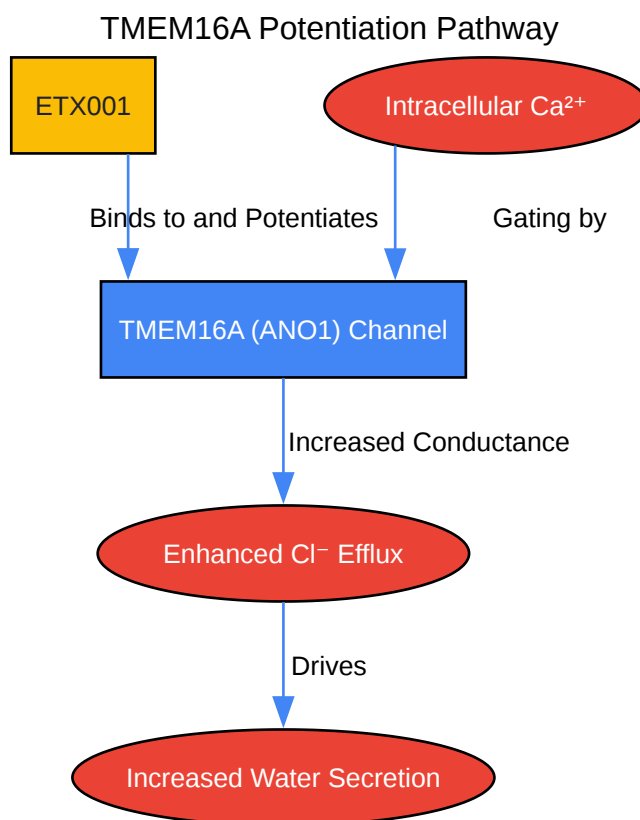 TMEM16A Potentiation Pathway
ETX001
Intracellular Ca²⁺
Binds to and Potentiates
Gating by
TMEM16A (ANO1) Channel
Increased Conductance
Enhanced Cl⁻ Efflux
Drives
Increased Water Secretion